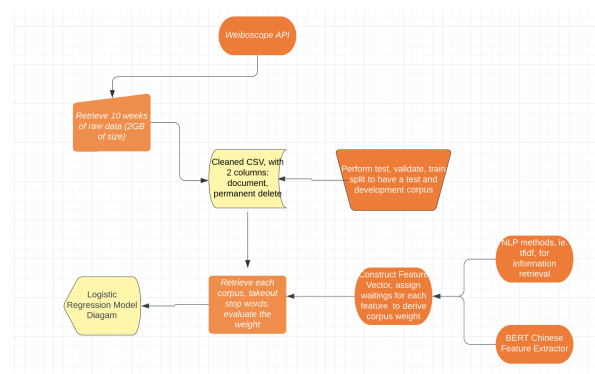 Weiboscope API
Retrieve 10 weeks
of raw data (2GB
of size)
Cleaned CSV, with
2 columns:
document,
permanent delete
Perform test, validate, train
split to have a test and
development corpus
NLP methods, ie.
tfidf, for
information
retrieval
Construct Feature
Vector, assign
waitings for each
feature to derive
corpus weight
Retrieve each
corpus, takeout
stop words,
evaluate the
weight
Logistic
Regression Model
Diagam
BERT Chinese
Feature Extractor